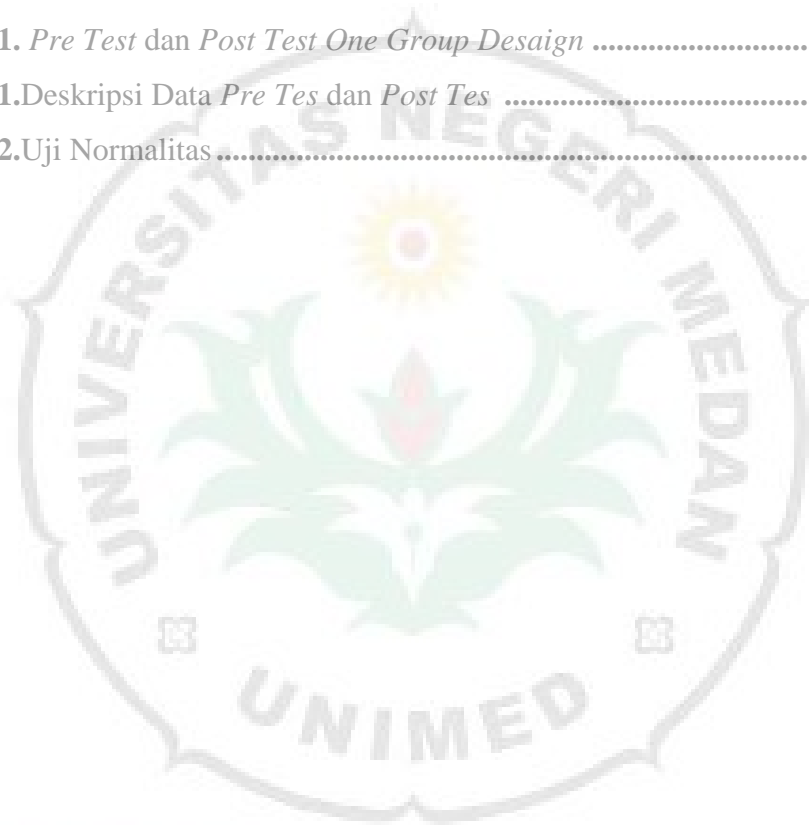 1. Pre Test dan Post Test One Group Desaign ............................
1.Deskripsi Data Pre Tes dan Post Tes .......................................
2.Uji Normalitas ...........................................................................
UNIVERSITAS NEGERI MEDAN
UNIMED